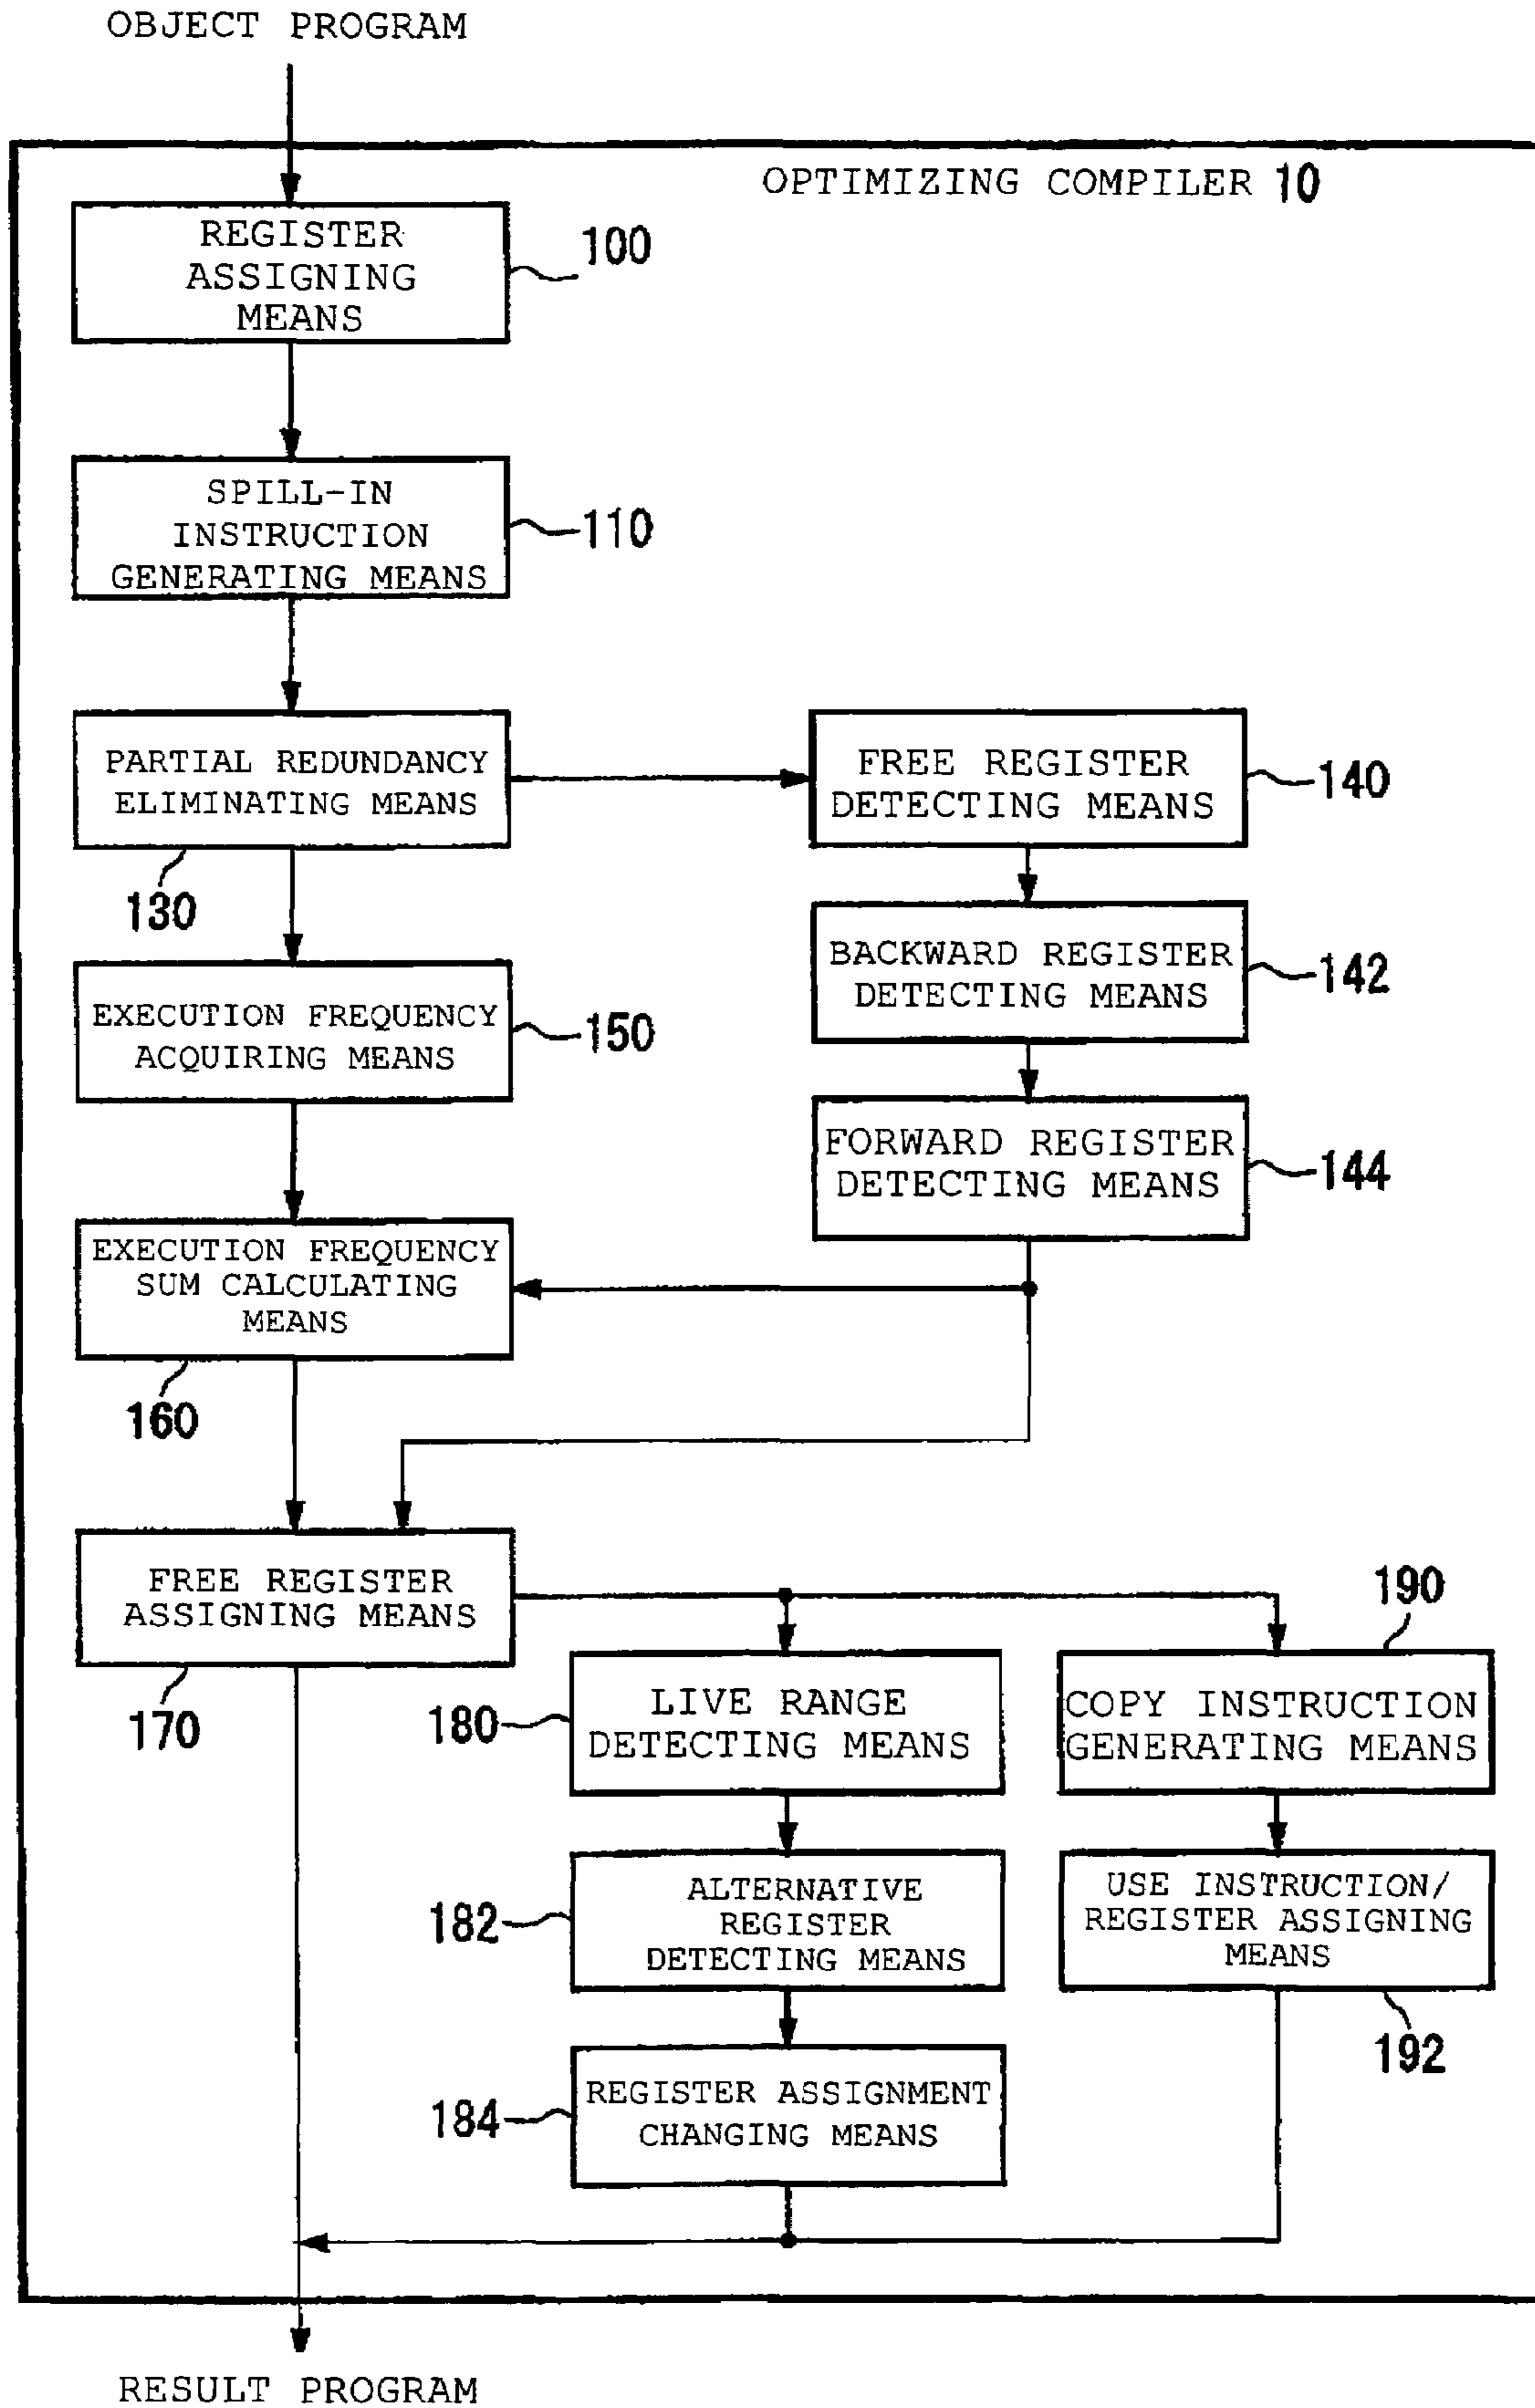 OBJECT PROGRAM
OPTIMIZING COMPILER 10
REGISTER
ASSIGNING
MEANS
100
SPILL-IN
INSTRUCTION
GENERATING MEANS
110
PARTIAL REDUNDANCY
ELIMINATING MEANS
130
FREE REGISTER
DETECTING MEANS
140
BACKWARD REGISTER
DETECTING MEANS
142
EXECUTION FREQUENCY
ACQUIRING MEANS
150
FORWARD REGISTER
DETECTING MEANS
144
EXECUTION FREQUENCY
SUM CALCULATING
MEANS
160
FREE REGISTER
ASSIGNING MEANS
170
190
LIVE RANGE
DETECTING MEANS
180
COPY INSTRUCTION
GENERATING MEANS
ALTERNATIVE
REGISTER
DETECTING MEANS
182
USE INSTRUCTION/
REGISTER ASSIGNING
MEANS
192
REGISTER ASSIGNMENT
CHANGING MEANS
184
RESULT PROGRAM